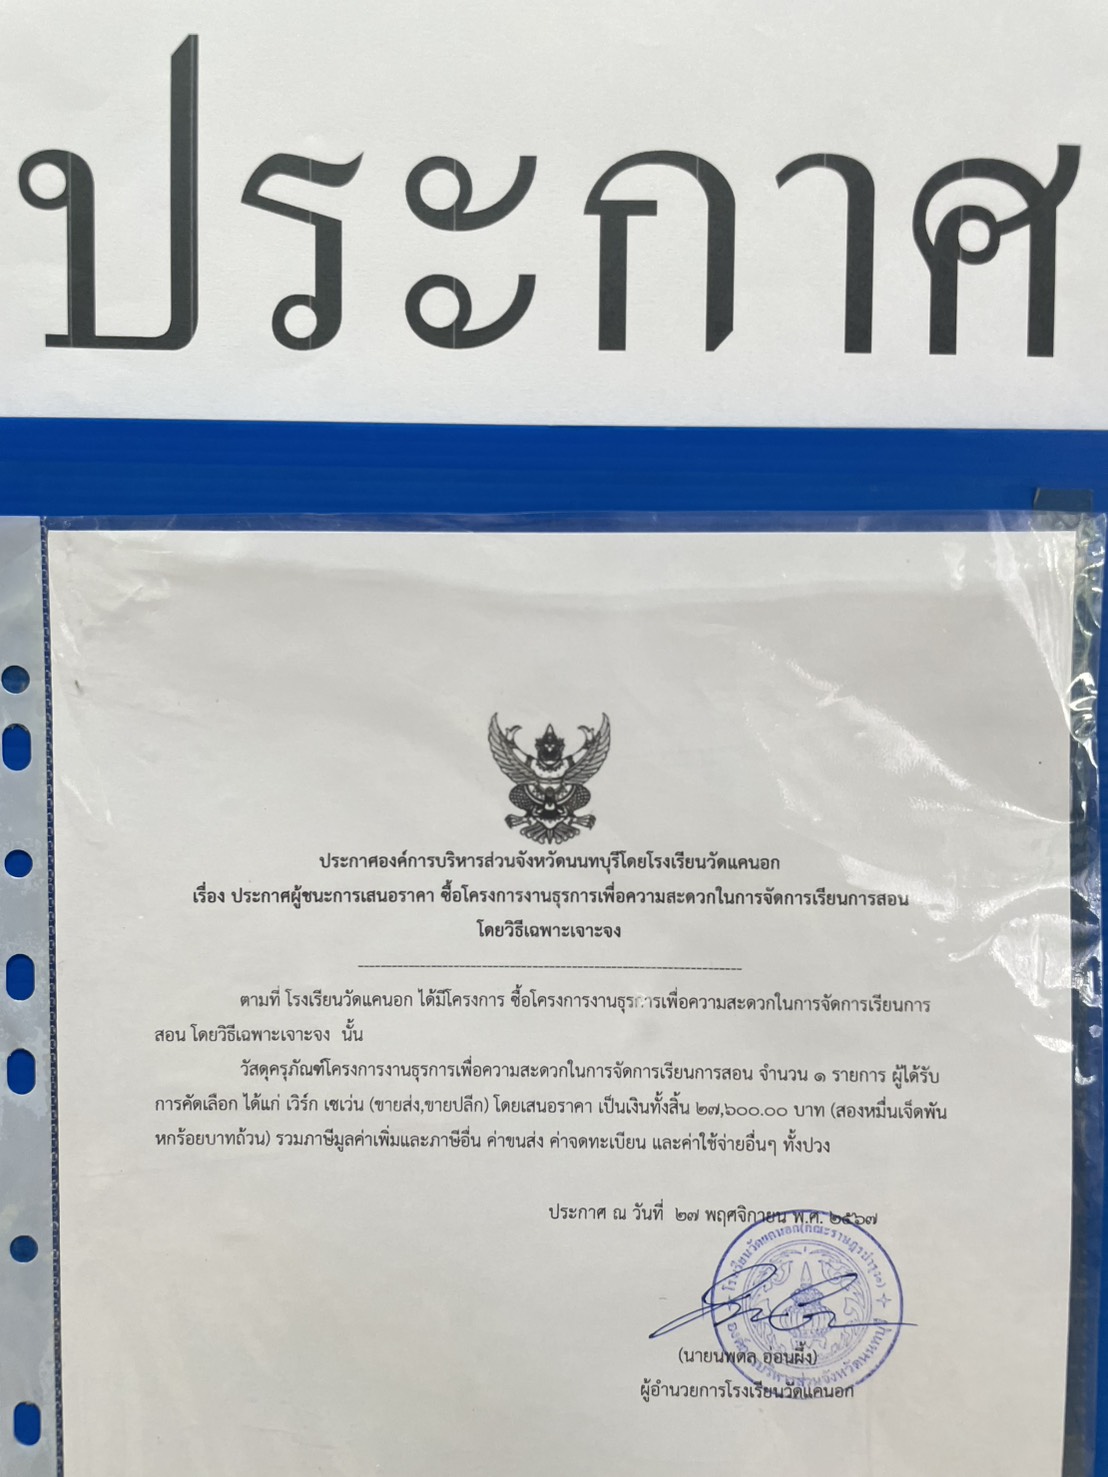 ประกาศ
ประกาศองค์การบริหารส่วนจังหวัดนนทบุรีโดยโรงเรียนวัดแคนอก
เรื่อง ประกาศผู้ชนะการเสนอราคา ซื้อโครงการงานธุรการเพื่อความสะดวกในการจัดการเรียนการสอน
โดยวิธีเฉพาะเจาะจง
ตามที่ โรงเรียนวัดแคนอก ได้มีโครงการ ซื้อโครงการงานธุรการเพื่อความสะดวกในการจัดการเรียนการ
สอน โดยวิธีเฉพาะเจาะจง นั้น
วัสดุครุภัณฑ์โครงการงานธุรการเพื่อความสะดวกในการจัดการเรียนการสอน จำนวน ๑ รายการ ผู้ได้รับ
การคัดเลือก ได้แก่ เวิร์ก เซเว่น (ขายส่ง,ขายปลีก) โดยเสนอราคา เป็นเงินทั้งสิ้น ๒๗,๖๐๐.๐๐ บาท (สองหมื่นเจ็ดพัน
หกร้อยบาทถ้วน) รวมภาษีมูลค่าเพิ่มและภาษีอื่น ค่าขนส่ง ค่าจดทะเบียน และค่าใช้จ่ายอื่นๆ ทั้งปวง
ประกาศ ณ วันที่ ๒๗ พฤศจิกายน พ.ศ. ๒๕๖๗
(นายนพดล อ่อนผึ้ง)
ผู้อำนวยการโรงเรียนวัดแคนอก